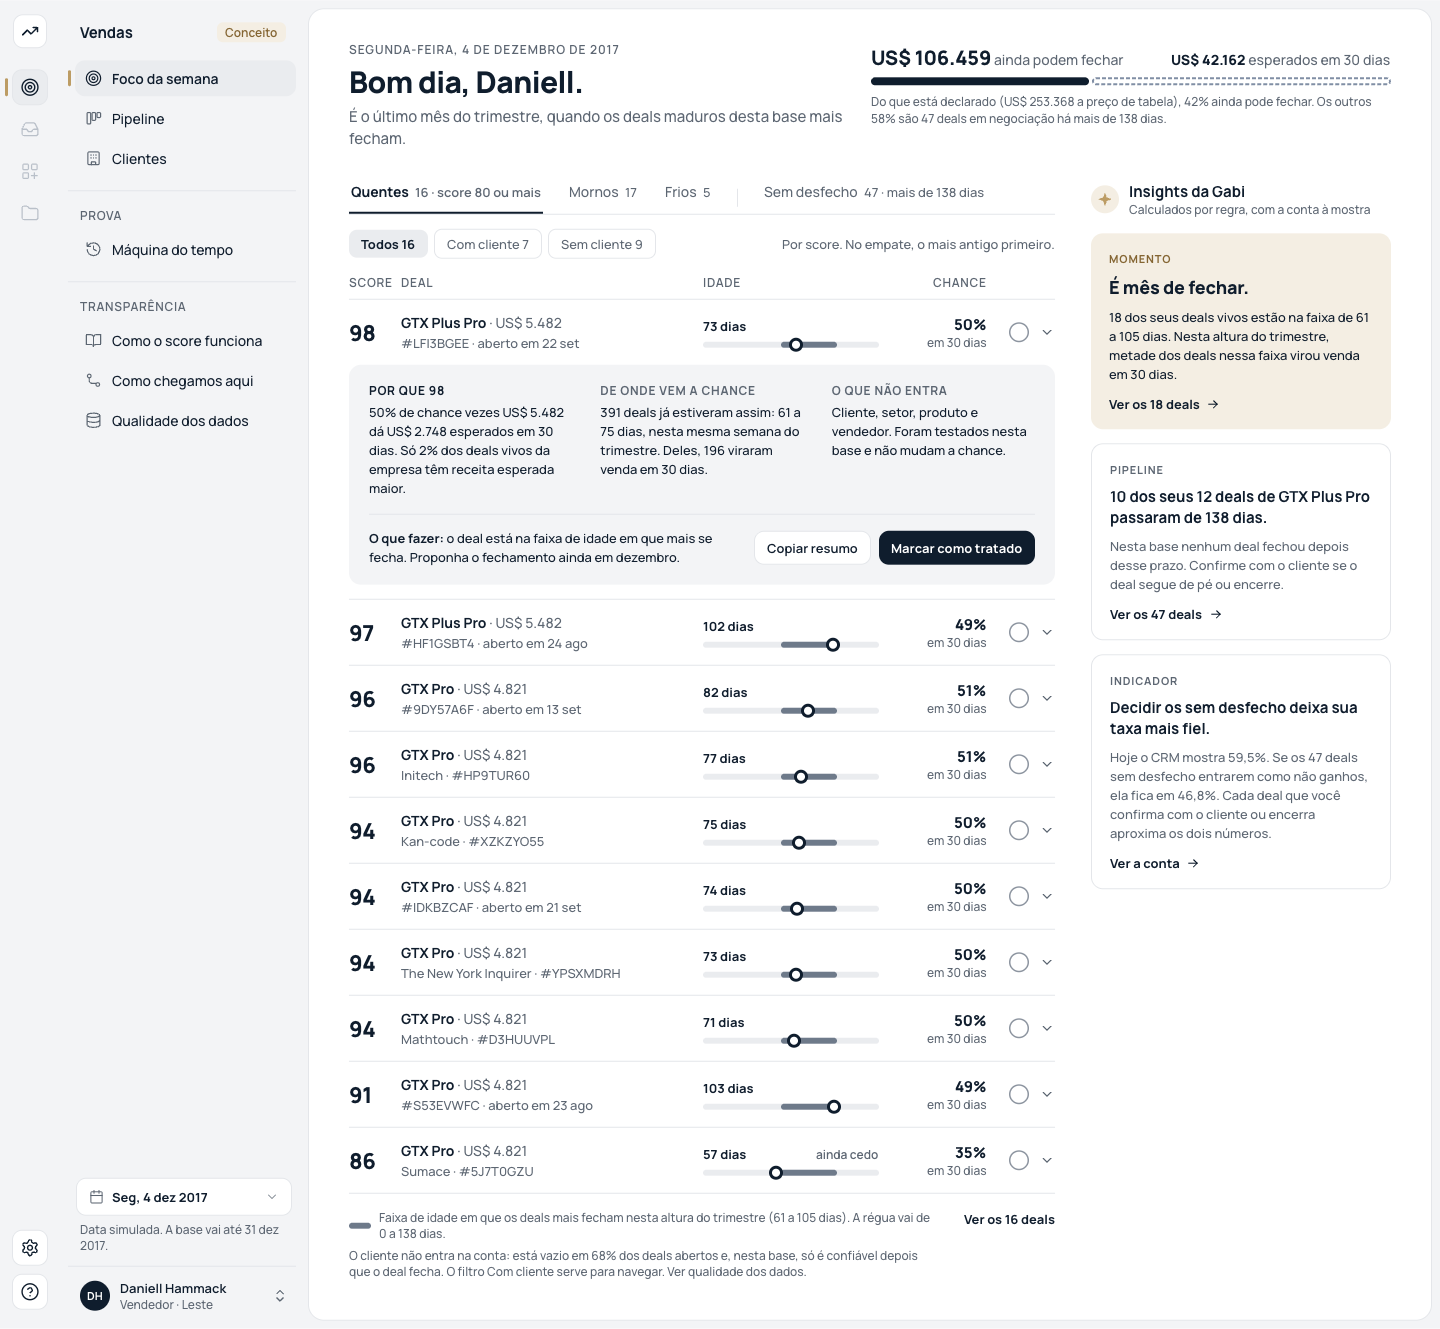 Vendas
Conceito
Foco da semana
Pipeline
Clientes
PROVA
Máquina do tempo
TRANSPARÊNCIA
Como o score funciona
Como chegamos aqui
Qualidade dos dados
Seg, 4 dez 2017
Data simulada. A base vai até 31 dez
2017.
DH
Daniell Hammack
Vendedor · Leste
SEGUNDA-FEIRA, 4 DE DEZEMBRO DE 2017
Bom dia, Daniell.
É o último mês do trimestre, quando os deals maduros desta base mais
fecham.
US$ 106.459 ainda podem fechar
US$ 42.162 esperados em 30 dias
Do que está declarado (US$ 253.368 a preço de tabela), 42% ainda pode fechar. Os outros
58% são 47 deals em negociação há mais de 138 dias.
Quentes 16 · score 80 ou mais
Mornos 17
Frios 5
Sem desfecho 47 · mais de 138 dias
Todos 16
Com cliente 7
Sem cliente 9
Por score. No empate, o mais antigo primeiro.
SCORE DEAL IDADE CHANCE
98
GTX Plus Pro · US$ 5.482
#LFI3BGEE · aberto em 22 set
73 dias
50%
em 30 dias
POR QUE 98
50% de chance vezes US$ 5.482
dá US$ 2.748 esperados em 30
dias. Só 2% dos deals vivos da
empresa têm receita esperada
maior.
DE ONDE VEM A CHANCE
391 deals já estiveram assim: 61 a
75 dias, nesta mesma semana do
trimestre. Deles, 196 viraram
venda em 30 dias.
O QUE NÃO ENTRA
Cliente, setor, produto e
vendedor. Foram testados nesta
base e não mudam a chance.
O que fazer: o deal está na faixa de idade em que mais se
fecha. Proponha o fechamento ainda em dezembro.
Copiar resumo
Marcar como tratado
97
GTX Plus Pro · US$ 5.482
#HF1GSBT4 · aberto em 24 ago
102 dias
49%
em 30 dias
96
GTX Pro · US$ 4.821
#9DY57A6F · aberto em 13 set
82 dias
51%
em 30 dias
96
GTX Pro · US$ 4.821
Initech · #HP9TUR60
77 dias
51%
em 30 dias
94
GTX Pro · US$ 4.821
Kan-code · #XZKZYO55
75 dias
50%
em 30 dias
94
GTX Pro · US$ 4.821
#IDKBZCAF · aberto em 21 set
74 dias
50%
em 30 dias
94
GTX Pro · US$ 4.821
The New York Inquirer · #YPSXMDRH
73 dias
50%
em 30 dias
94
GTX Pro · US$ 4.821
Mathtouch · #D3HUUVPL
71 dias
50%
em 30 dias
91
GTX Pro · US$ 4.821
#S53EVWFC · aberto em 23 ago
103 dias
49%
em 30 dias
86
GTX Pro · US$ 4.821
Sumace · #5J7T0GZU
57 dias
ainda cedo
35%
em 30 dias
Faixa de idade em que os deals mais fecham nesta altura do trimestre (61 a 105 dias). A régua vai de
0 a 138 dias.
Ver os 16 deals
O cliente não entra na conta: está vazio em 68% dos deals abertos e, nesta base, só é confiável depois
que o deal fecha. O filtro Com cliente serve para navegar. Ver qualidade dos dados.
Insights da Gabi
Calculados por regra, com a conta à mostra
MOMENTO
É mês de fechar.
18 dos seus deals vivos estão na faixa de 61
a 105 dias. Nesta altura do trimestre,
metade dos deals nessa faixa virou venda
em 30 dias.
Ver os 18 deals
PIPELINE
10 dos seus 12 deals de GTX Plus Pro
passaram de 138 dias.
Nesta base nenhum deal fechou depois
desse prazo. Confirme com o cliente se o
deal segue de pé ou encerre.
Ver os 47 deals
INDICADOR
Decidir os sem desfecho deixa sua
taxa mais fiel.
Hoje o CRM mostra 59,5%. Se os 47 deals
sem desfecho entrarem como não ganhos,
ela fica em 46,8%. Cada deal que você
confirma com o cliente ou encerra
aproxima os dois números.
Ver a conta